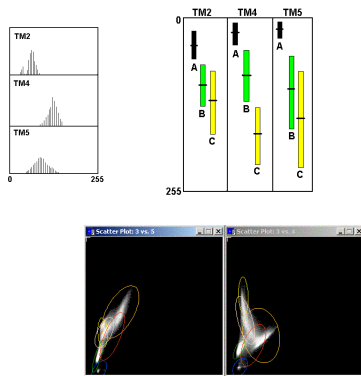 TM2
TM4
TM5
0 255
0
TM2 TM4 TM5
A A A
B B B
C C C
255
Scatter Plot: 3 vs. 5
Scatter Plot: 3 vs. 4